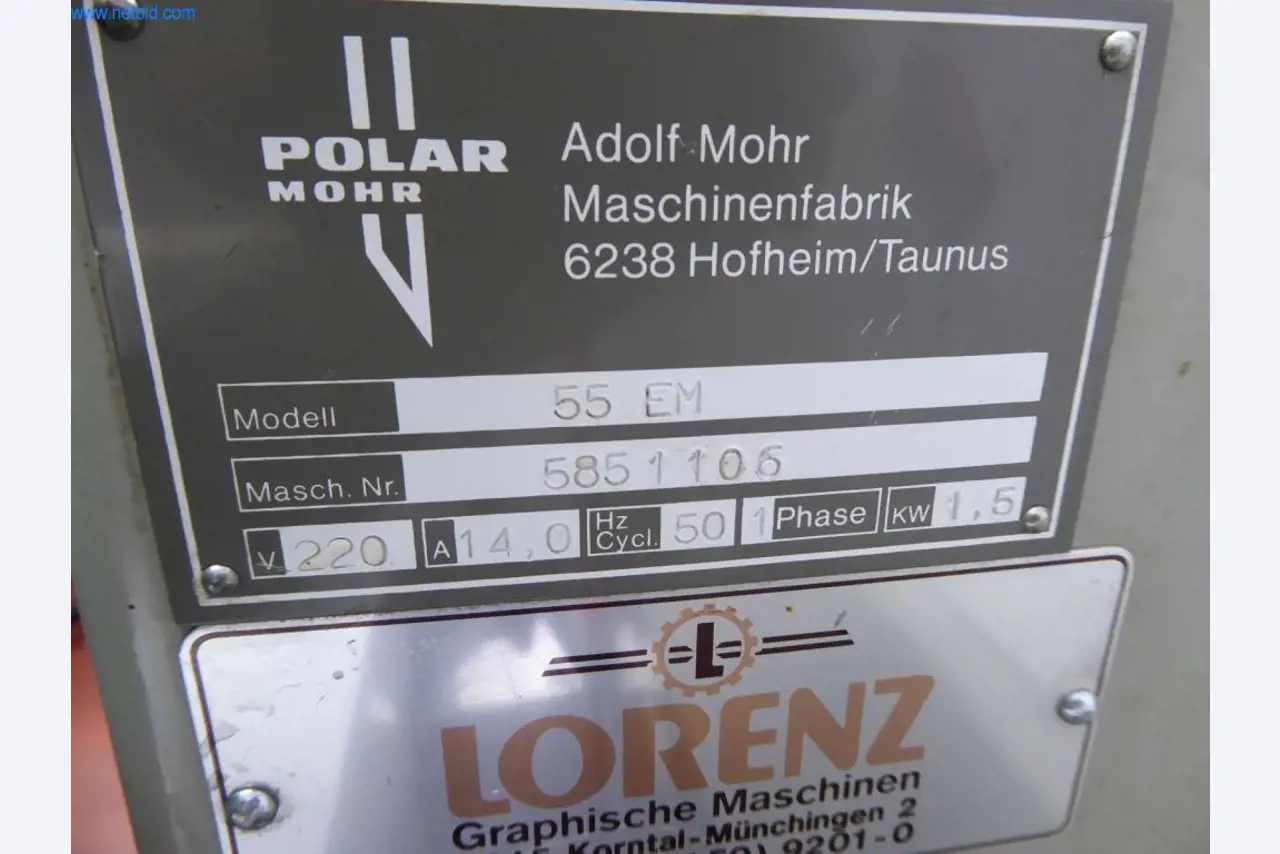 www.netbid.com
POLAR
MOHR
Adolf Mohr
Maschinenfabrik
6238 Hofheim/Taunus
Modell 55 EM
Masch. Nr. 5851106
V 220 A 14,0 Hz Cycl. 50 1 Phase KW 1,5
L
LORENZ
Graphische Maschinen
Korntal-Münchingen 2
9201-0